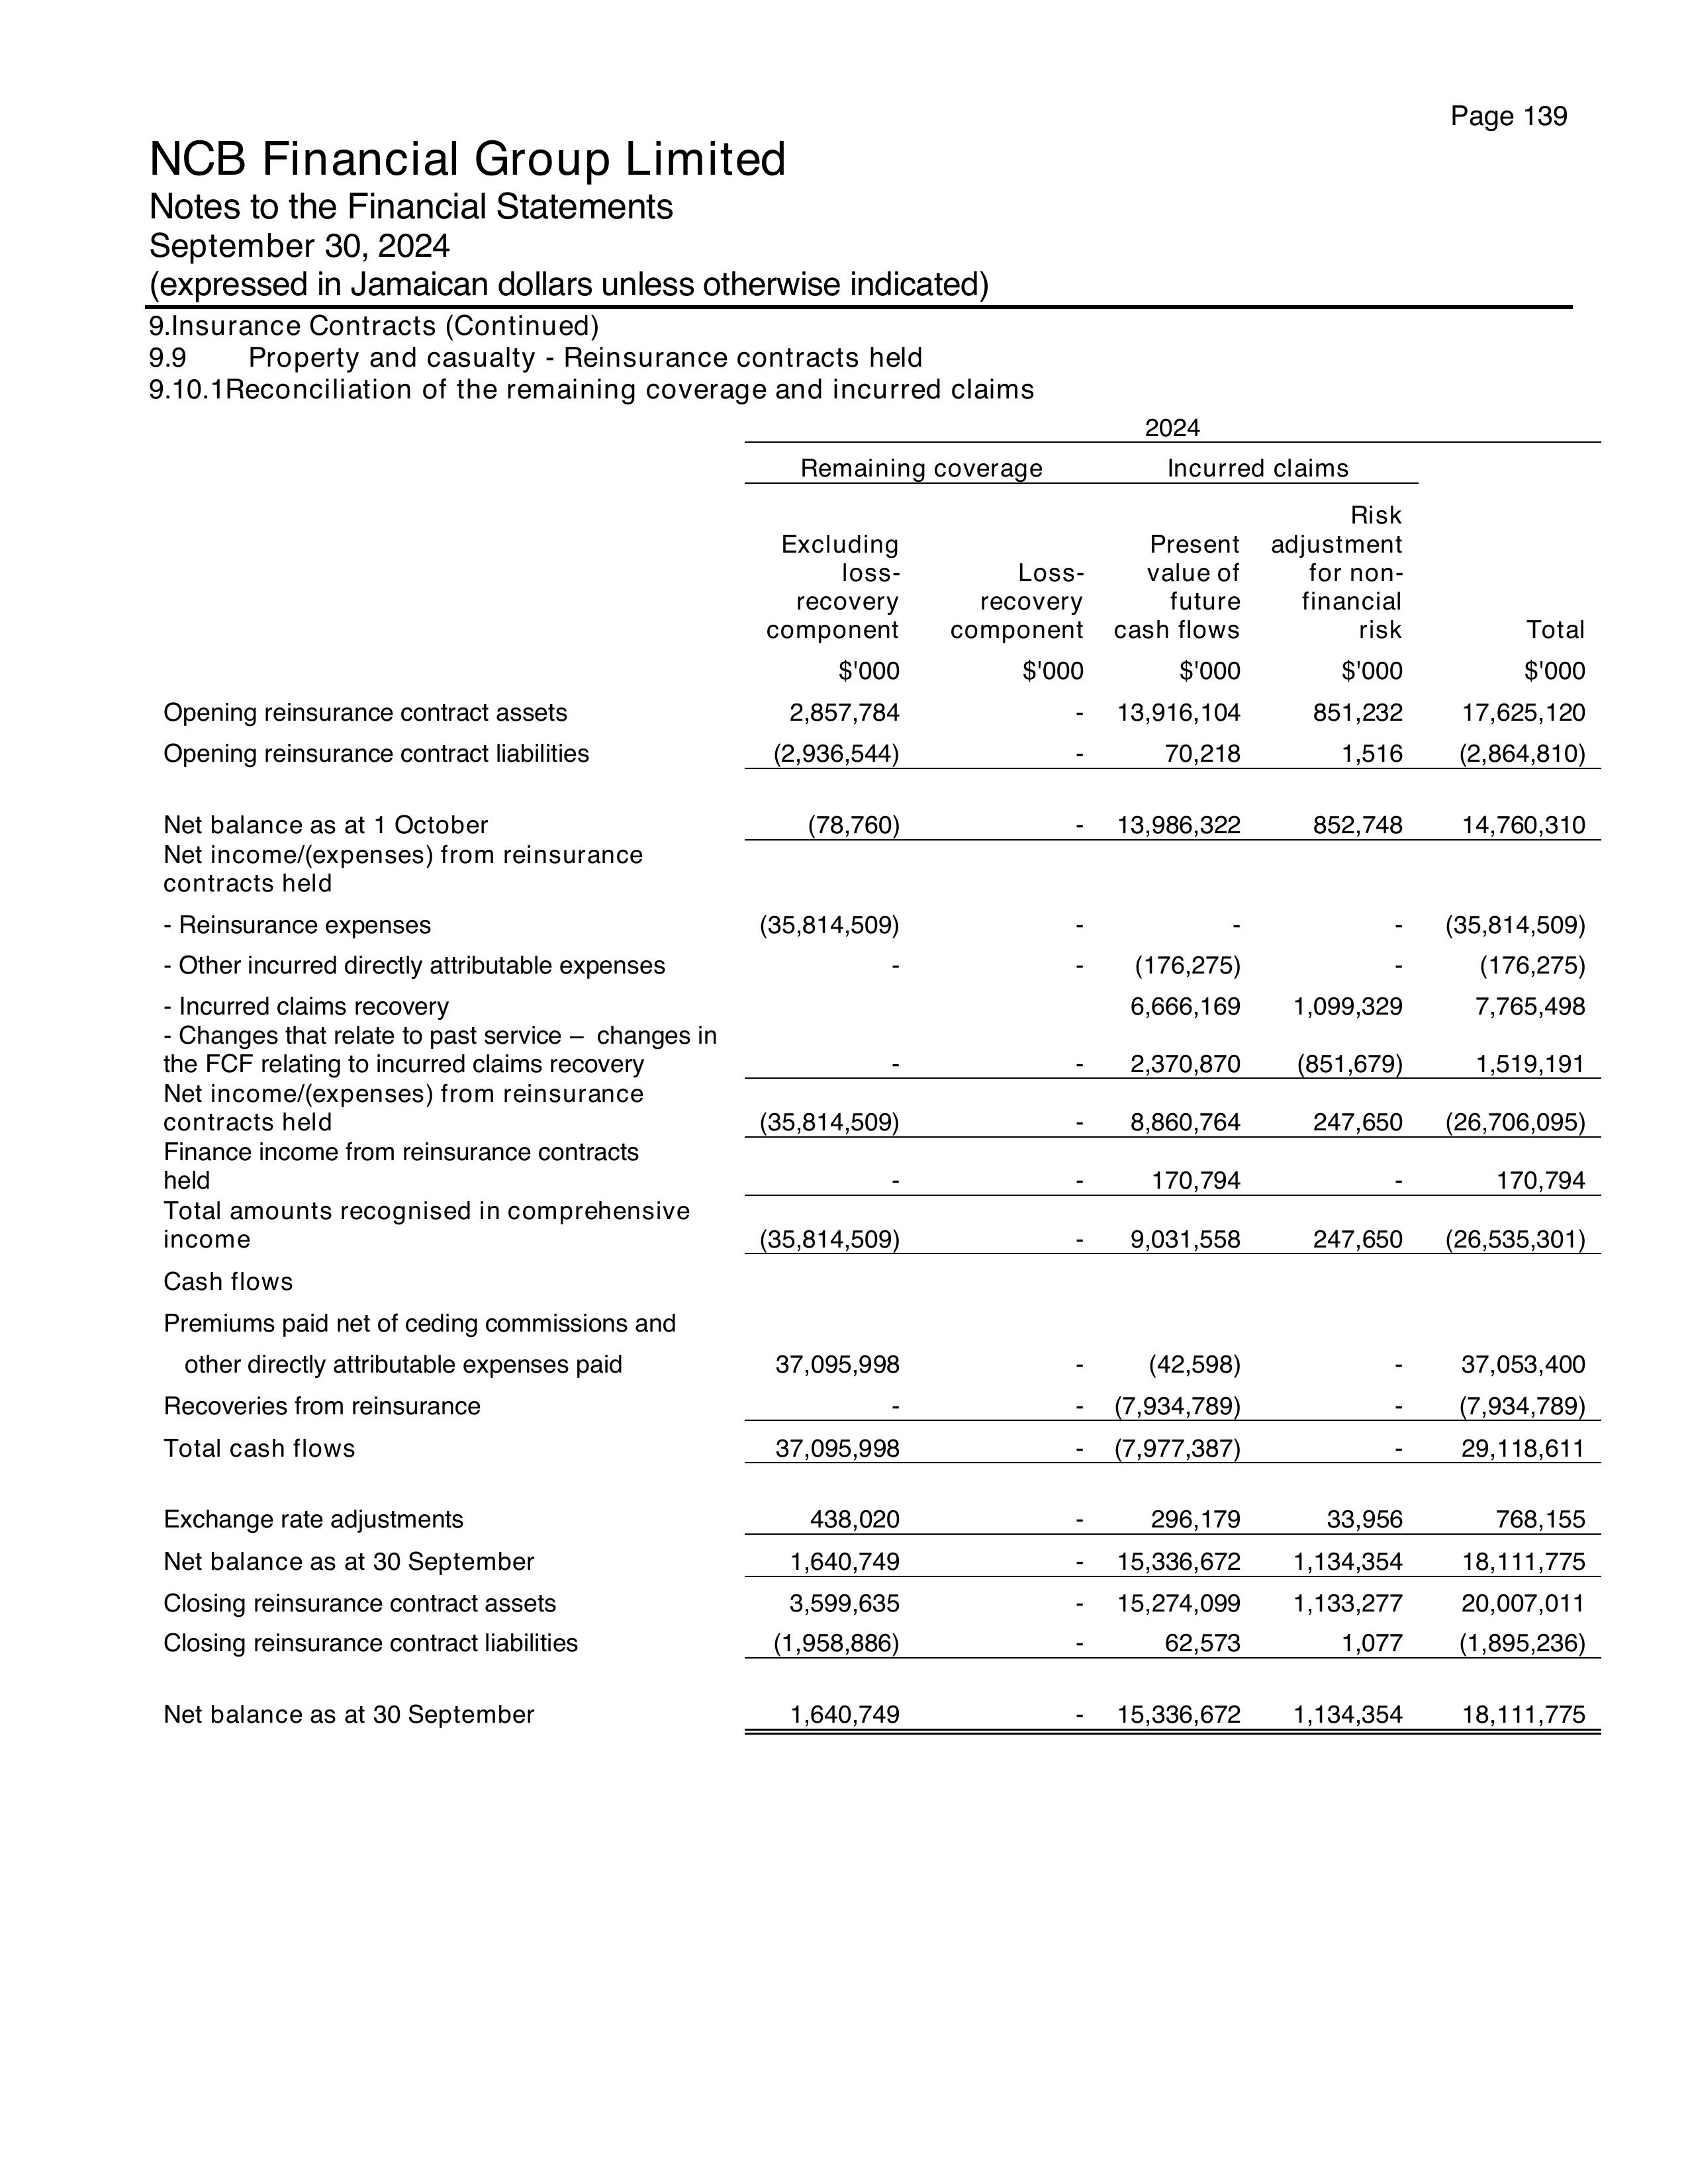 Page 139
NCB Financial Group Limited
Notes to the Financial Statements
September 30, 2024
(expressed in Jamaican dollars unless otherwise indicated)
9.Insurance Contracts (Continued)
9.9 Property and casualty - Reinsurance contracts held
9.10.1Reconciliation of the remaining coverage and incurred claims
2024
Remaining coverage Incurred claims
Risk
Excluding Present adjustment
loss- Loss- value of for non-
recovery recovery future financial
component component cash flows risk Total
$'000 $'000 $'000 $'000 $'000
Opening reinsurance contract assets 2,857,784 - 13,916,104 851,232 17,625,120
Opening reinsurance contract liabilities (2,936,544) - 70,218 1,516 (2,864,810)
Net balance as at 1 October (78,760) - 13,986,322 852,748 14,760,310
Net income/(expenses) from reinsurance
contracts held
- Reinsurance expenses (35,814,509) - - - (35,814,509)
- Other incurred directly attributable expenses - - (176,275) - (176,275)
- Incurred claims recovery 6,666,169 1,099,329 7,765,498
- Changes that relate to past service – changes in
the FCF relating to incurred claims recovery - - 2,370,870 (851,679) 1,519,191
Net income/(expenses) from reinsurance
contracts held (35,814,509) - 8,860,764 247,650 (26,706,095)
Finance income from reinsurance contracts
held - - 170,794 - 170,794
Total amounts recognised in comprehensive
income (35,814,509) - 9,031,558 247,650 (26,535,301)
Cash flows
Premiums paid net of ceding commissions and
other directly attributable expenses paid 37,095,998 - (42,598) - 37,053,400
Recoveries from reinsurance - - (7,934,789) - (7,934,789)
Total cash flows 37,095,998 - (7,977,387) - 29,118,611
Exchange rate adjustments 438,020 - 296,179 33,956 768,155
Net balance as at 30 September 1,640,749 - 15,336,672 1,134,354 18,111,775
Closing reinsurance contract assets 3,599,635 - 15,274,099 1,133,277 20,007,011
Closing reinsurance contract liabilities (1,958,886) - 62,573 1,077 (1,895,236)
Net balance as at 30 September 1,640,749 - 15,336,672 1,134,354 18,111,775